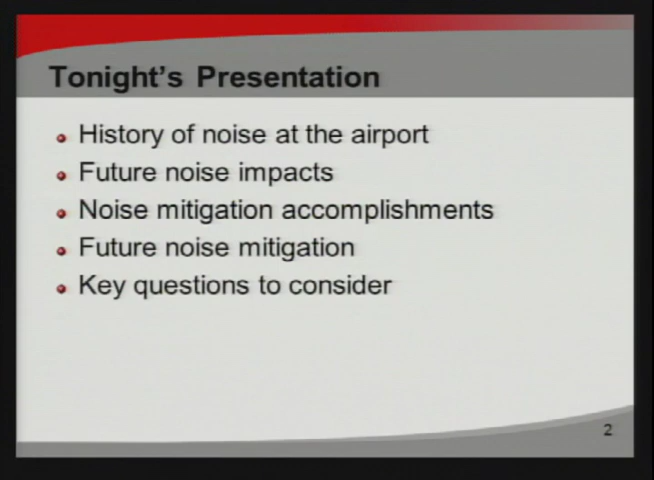 Tonight's Presentation
History of noise at the airport
Future noise impacts
Noise mitigation accomplishments
Future noise mitigation
Key questions to consider
2